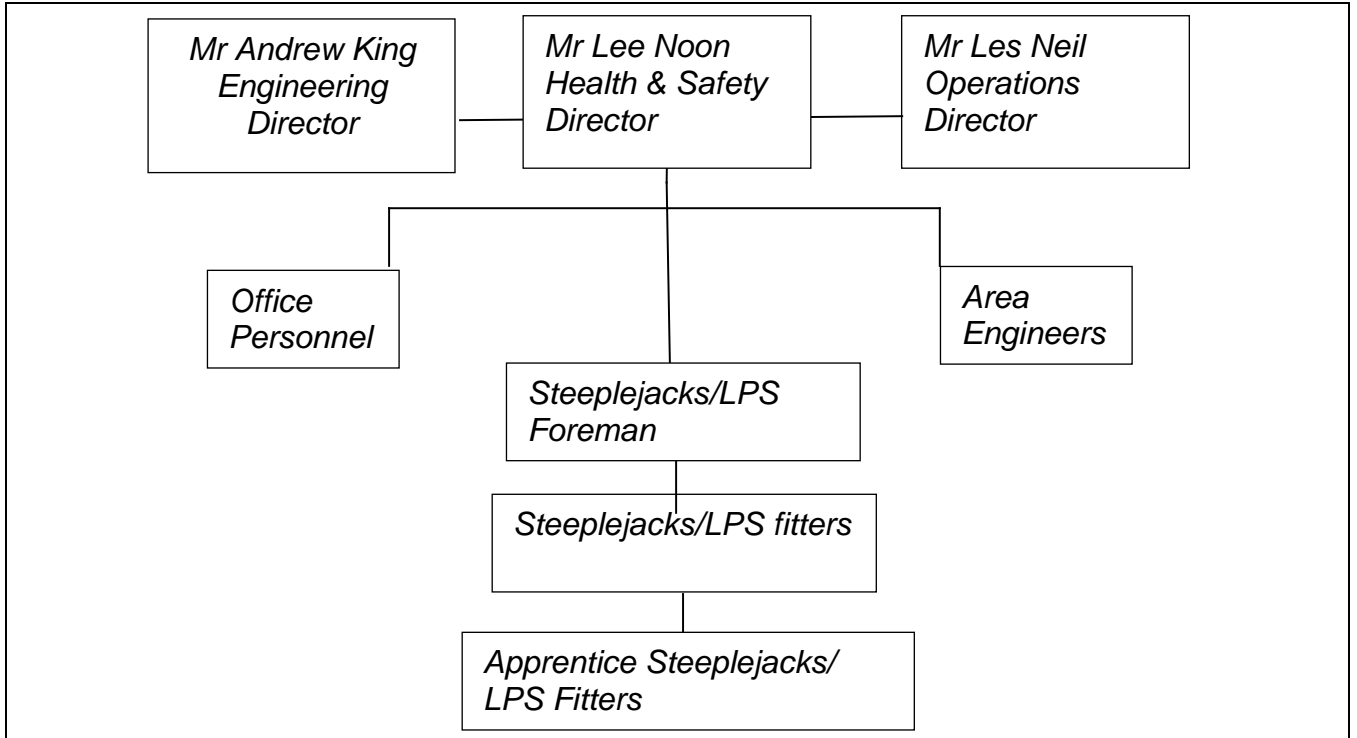 Mr Andrew King
Engineering
Director
Mr Lee Noon
Health & Safety
Director
Mr Les Neil
Operations
Director
Office
Personnel
Area
Engineers
Steeplejacks/LPS
Foreman
Steeplejacks/LPS fitters
Apprentice Steeplejacks/
LPS Fitters